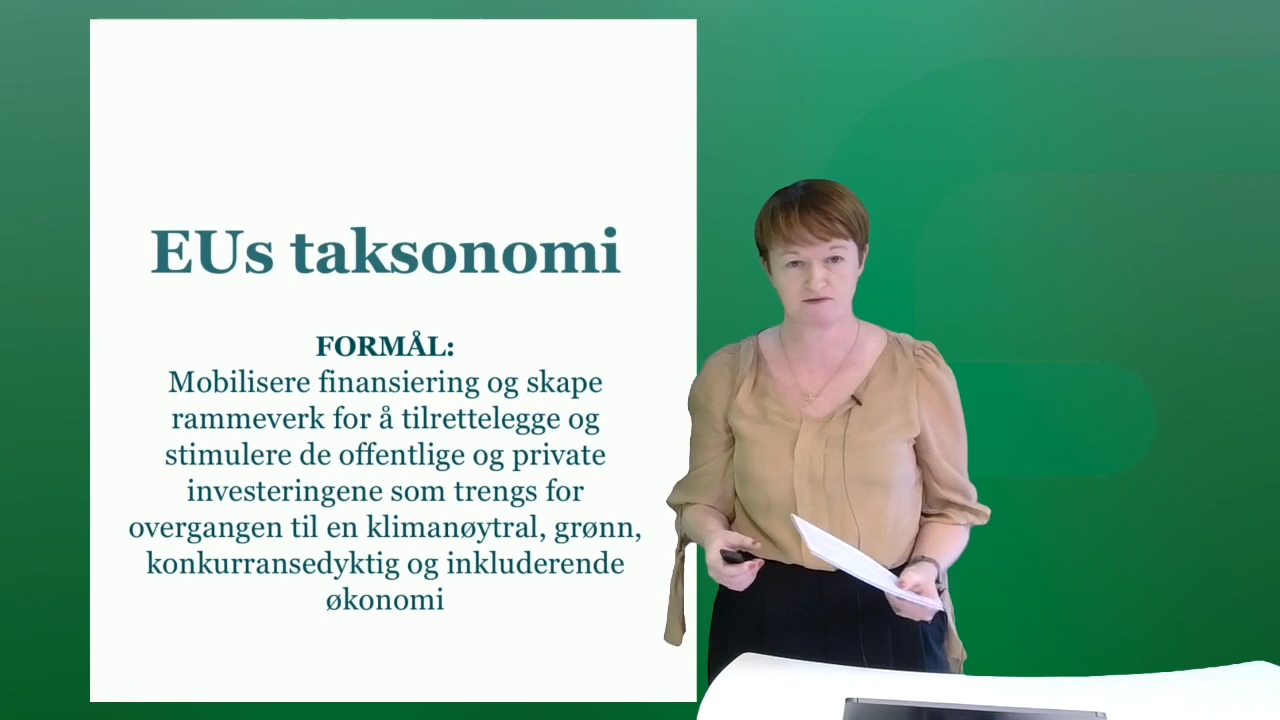 EUs taksonomi
FORMÅL:
Mobilisere finansiering og skape
rammeverk for å tilrettelegge og
stimulere de offentlige og private
investeringene som trengs for
overgangen til en klimanøytral, grønn,
konkurransedyktig og inkluderende
økonomi